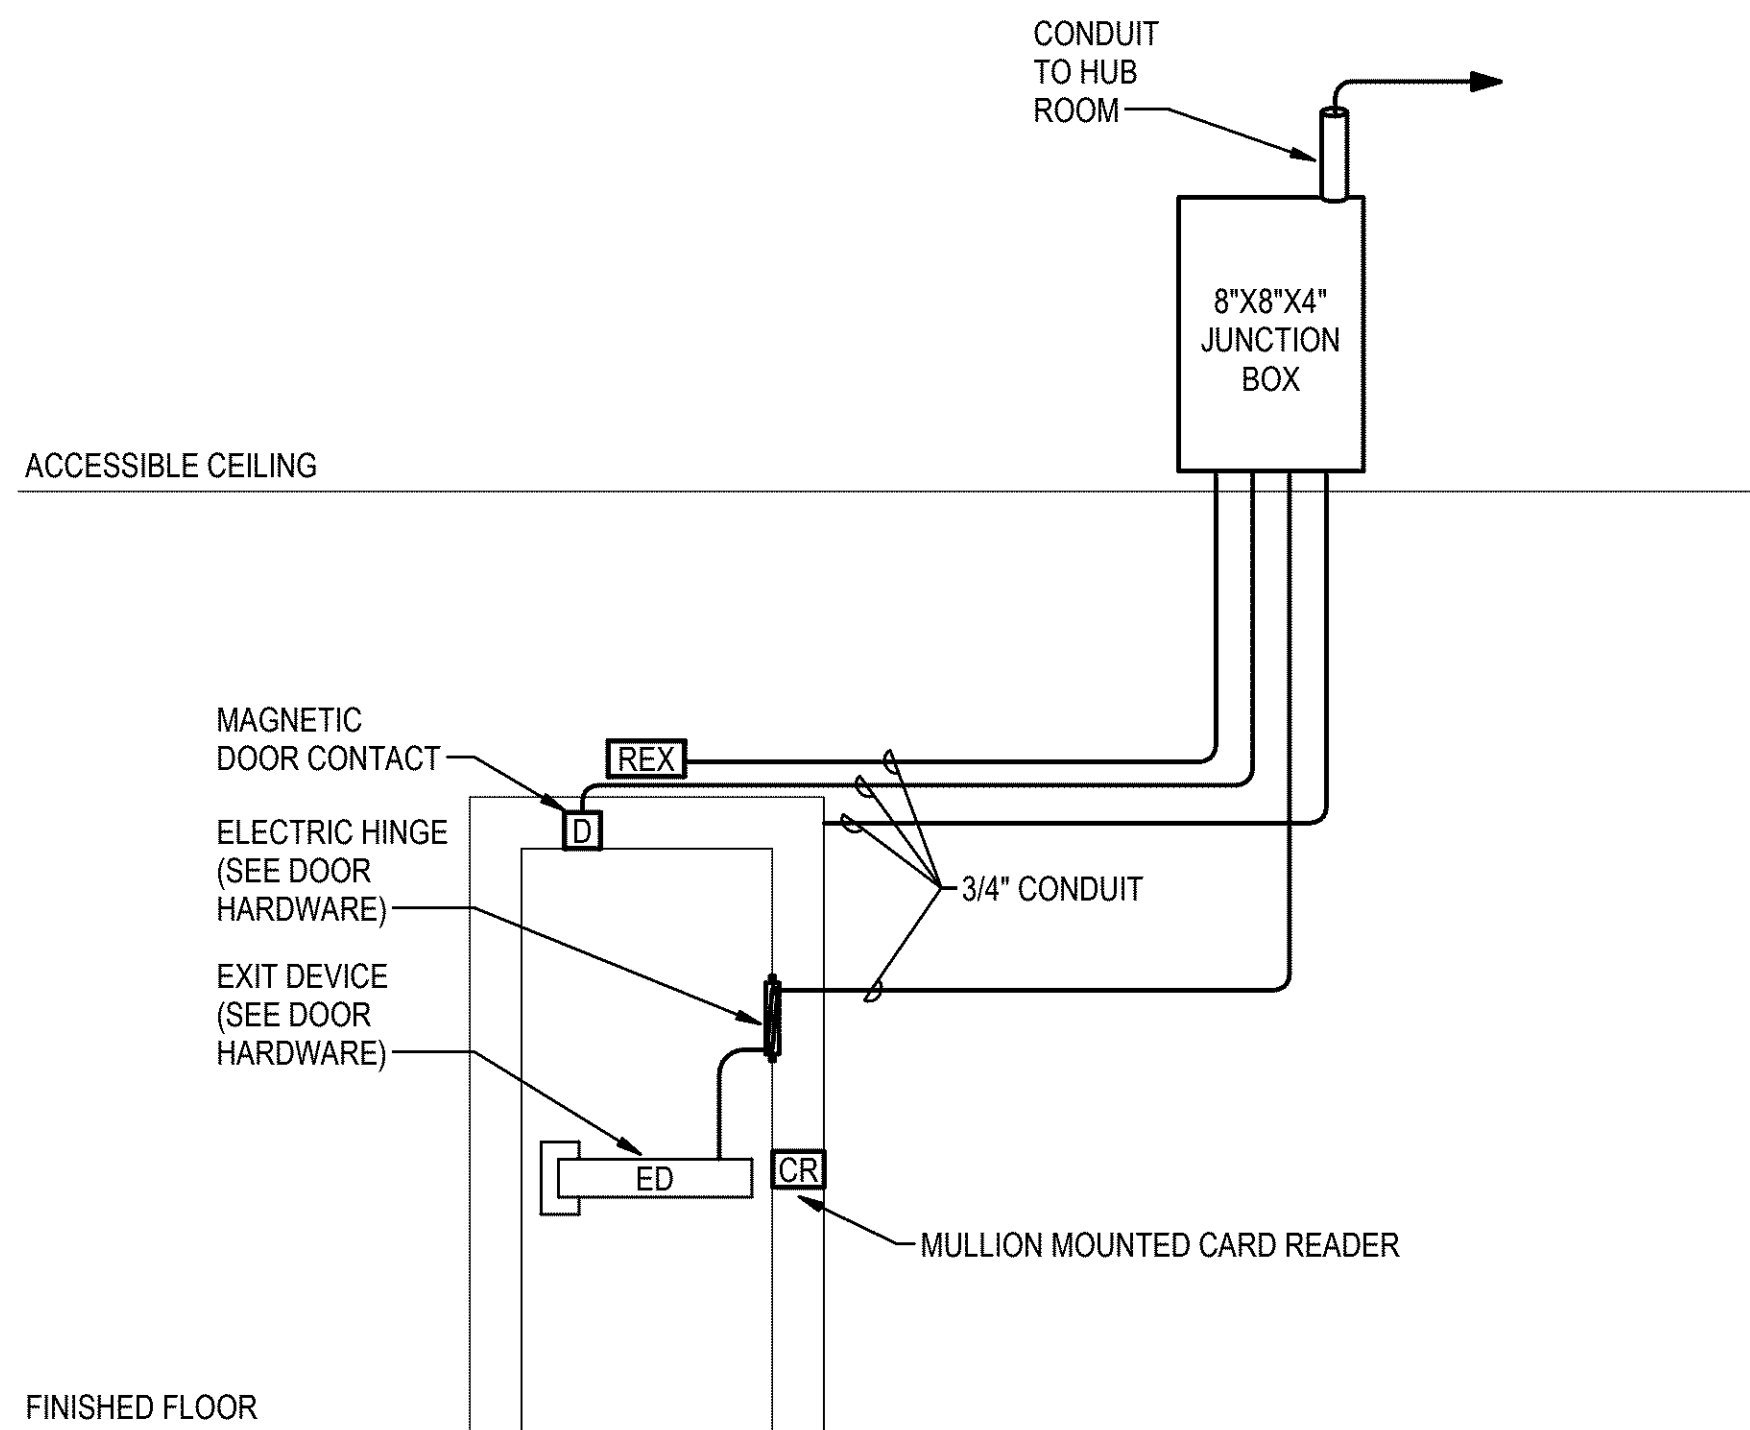 CONDUIT
TO HUB
ROOM
8"X8"X4"
JUNCTION
BOX
ACCESSIBLE CEILING
MAGNETIC
DOOR CONTACT
REX
D
ELECTRIC HINGE
(SEE DOOR
HARDWARE)
3/4" CONDUIT
EXIT DEVICE
(SEE DOOR
HARDWARE)
ED
CR
MULLION MOUNTED CARD READER
FINISHED FLOOR